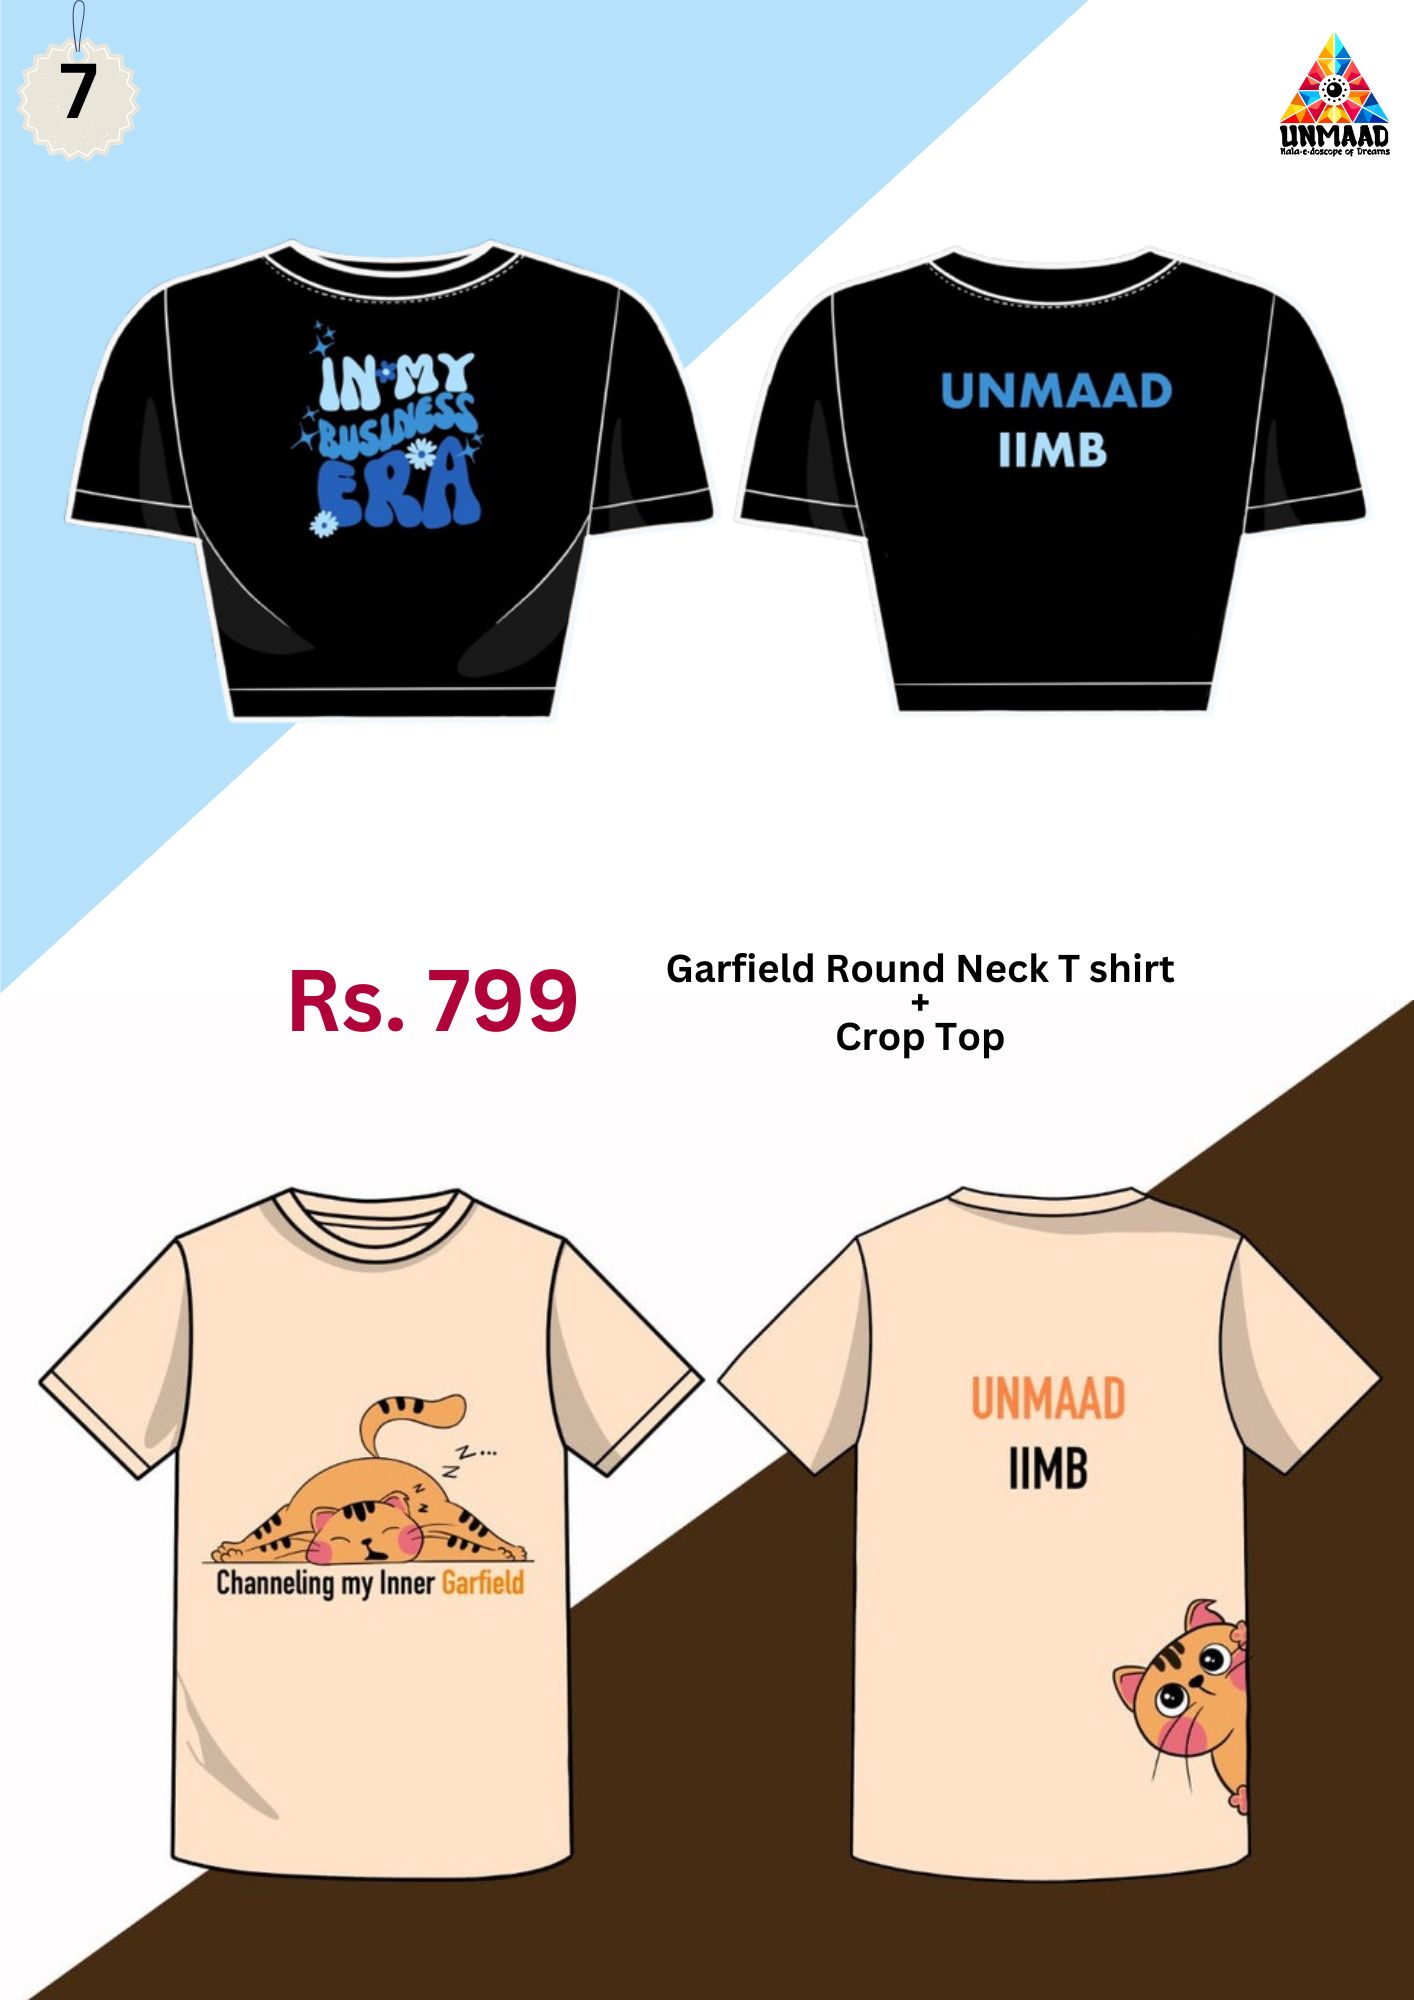 7
UNMAAD
Kala-e-doscope of Dreams
IN MY
BUSINESS
ERA
UNMAAD
IIMB
Rs. 799
Garfield Round Neck T shirt
+
Crop Top
z z z z ...
Channeling my Inner Garfield
UNMAAD
IIMB